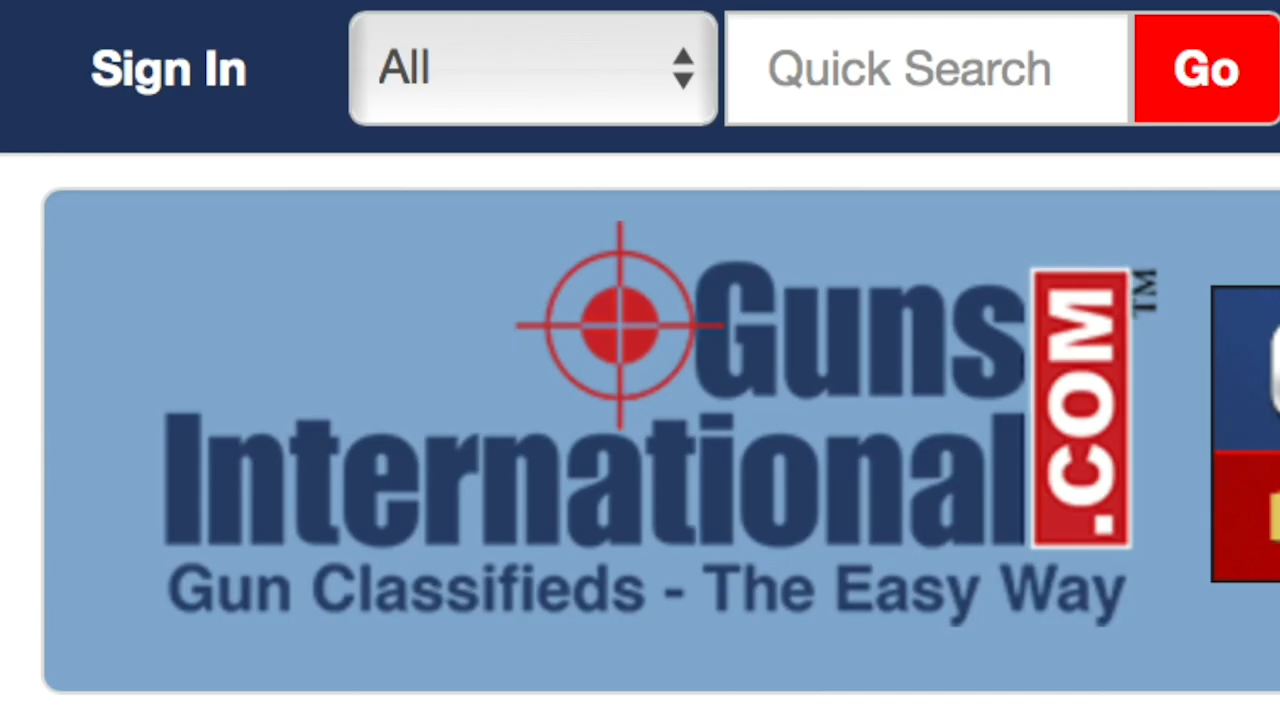 Sign In
All
Quick Search
Go
Guns
International
.COM
TM
Gun Classifieds - The Easy Way